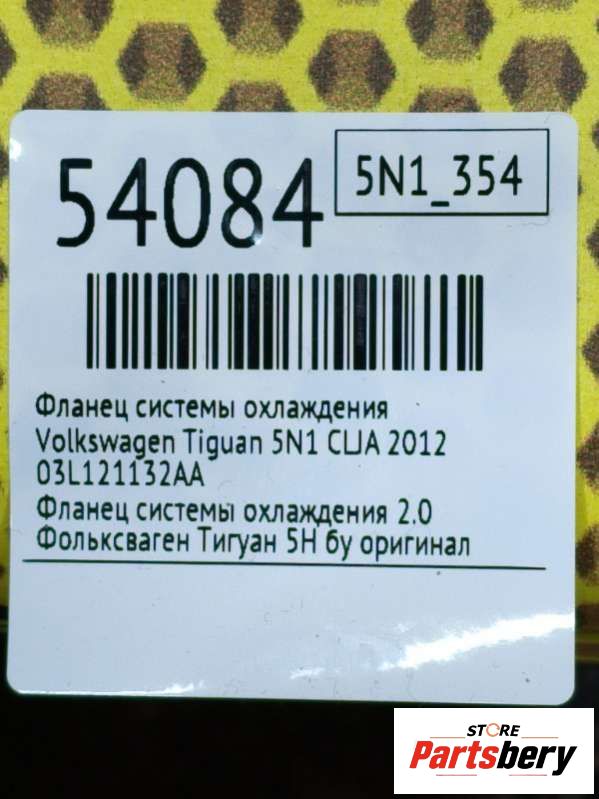 54084
5N1_354
Фланец системы охлаждения
Volkswagen Tiguan 5N1 CLJA 2012
03L121132AA
Фланец системы охлаждения 2.0
Фольксваген Тигуан 5Н бу оригинал
STORE
Partsbery